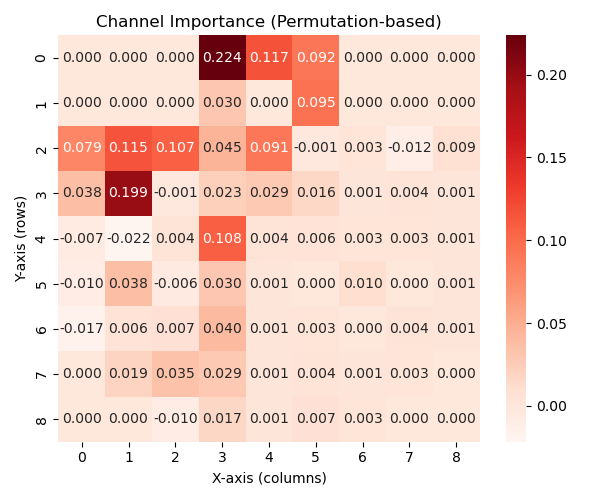 Channel Importance (Permutation-based)
0 0.000 0.000 0.000 0.224 0.117 0.092 0.000 0.000 0.000
1 0.000 0.000 0.000 0.030 0.000 0.095 0.000 0.000 0.000
2 0.079 0.115 0.107 0.045 0.091 -0.001 0.003 -0.012 0.009
3 0.038 0.199 -0.001 0.023 0.029 0.016 0.001 0.004 0.001
4 -0.007 -0.022 0.004 0.108 0.004 0.006 0.003 0.003 0.001
5 -0.010 0.038 -0.006 0.030 0.001 0.000 0.010 0.000 0.001
6 -0.017 0.006 0.007 0.040 0.001 0.003 0.000 0.004 0.001
7 0.000 0.019 0.035 0.029 0.001 0.004 0.001 0.003 0.000
8 0.000 0.000 -0.010 0.017 0.001 0.007 0.003 0.000 0.000
0 1 2 3 4 5 6 7 8
X-axis (columns)
Y-axis (rows)
0.20
0.15
0.10
0.05
0.00